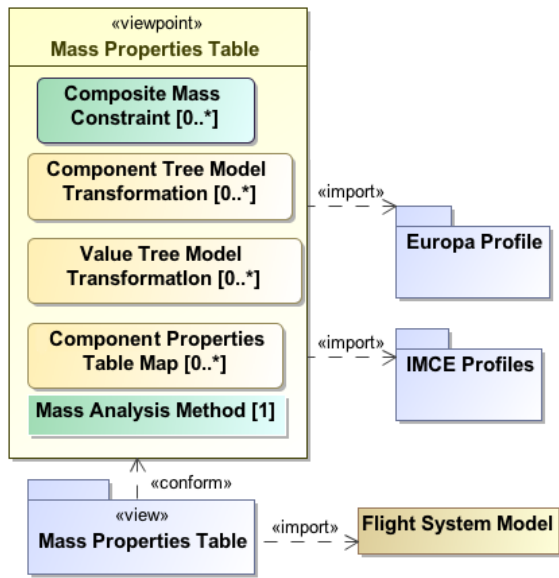 «viewpoint»
Mass Properties Table
Composite Mass
Constraint [0..*]
Component Tree Model
Transformation [0..*]
«import»
Europa Profile
Value Tree Model
TransformatIon [0..*]
Component Properties
Table Map [0..*]
«import»
IMCE Profiles
Mass Analysis Method [1]
«conform»
«view»
Mass Properties Table
«import»
Flight System Model